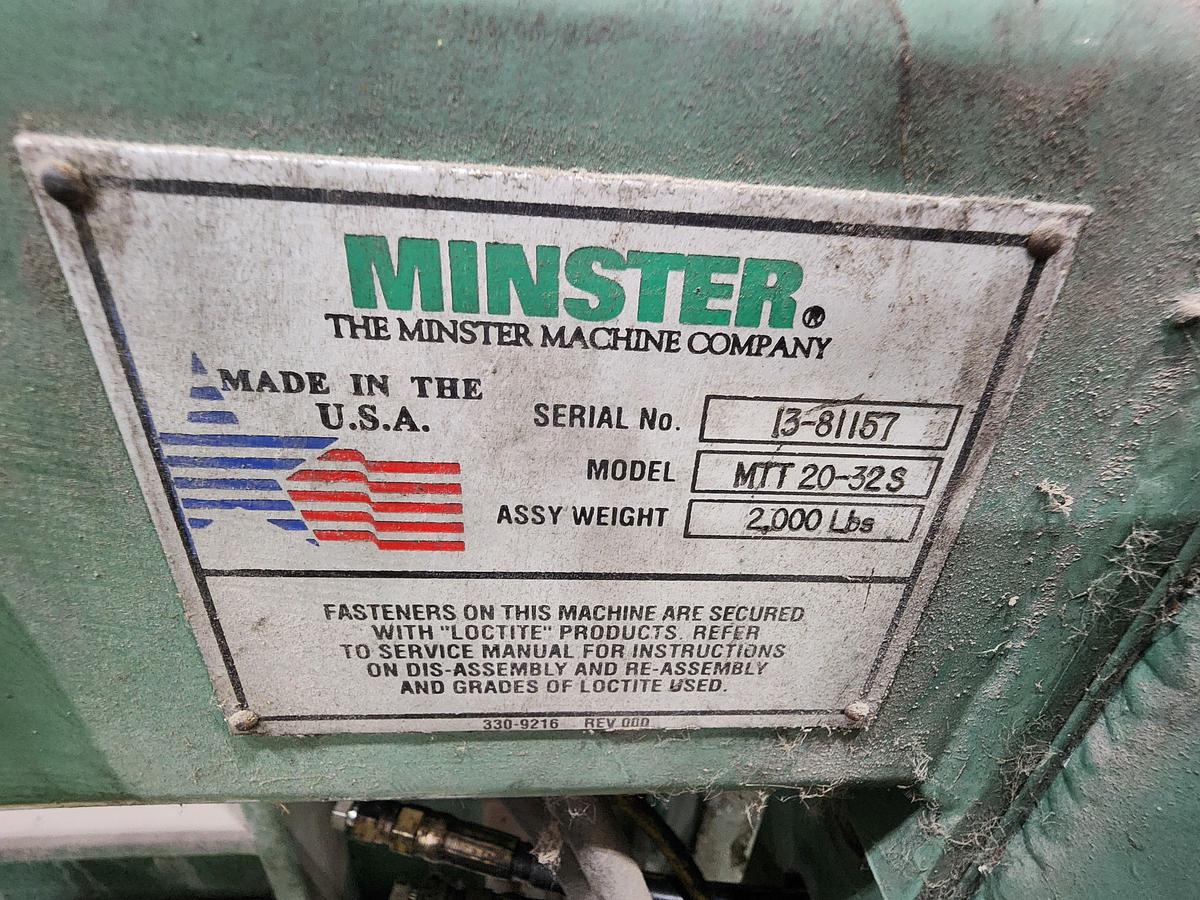 MINSTER®
THE MINSTER MACHINE COMPANY
MADE IN THE
U.S.A.
SERIAL No. 13-81157
MODEL MTT 20-32S
ASSY WEIGHT 2,000 Lbs
FASTENERS ON THIS MACHINE ARE SECURED
WITH "LOCTITE" PRODUCTS. REFER
TO SERVICE MANUAL FOR INSTRUCTIONS
ON DIS-ASSEMBLY AND RE-ASSEMBLY
AND GRADES OF LOCTITE USED.
330-9216 REV 000